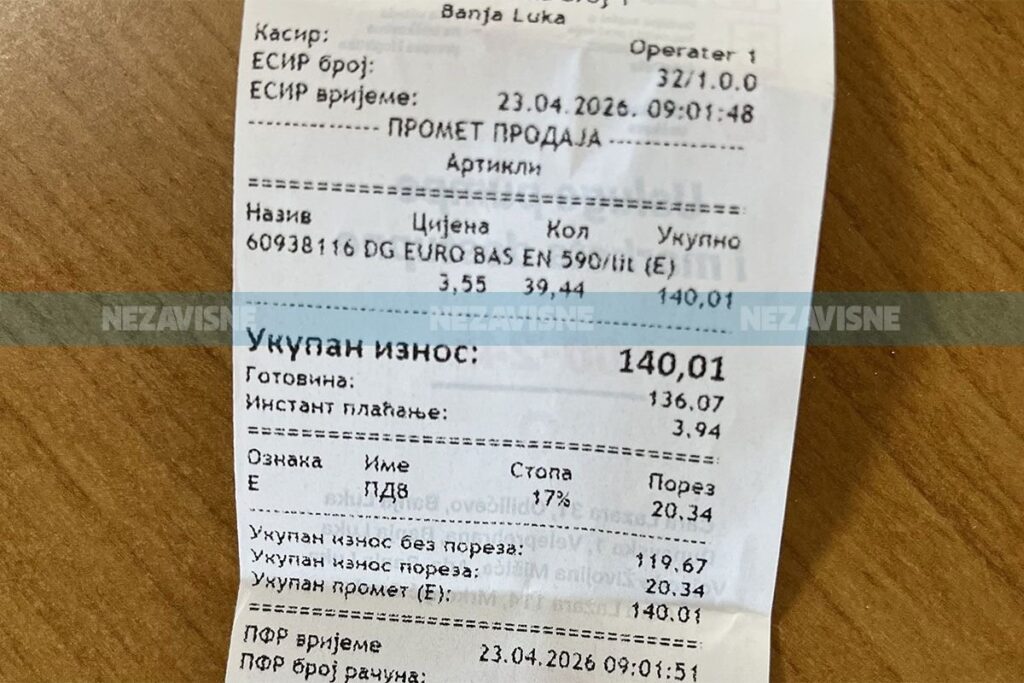 Banja Luka
Касир: Operater 1
ЕСИР број: 32/1.0.0
ЕСИР вријеме: 23.04.2026. 09:01:48
------------ ПРОМЕТ ПРОДАЈА ------------
Артикли
========================================
Назив Цијена Кол Укупно
60938116 DG EURO BAS EN 590/lit (E)
3,55 39,44 140,01
NEZAVISNE NEZAVISNE NEZAVISNE
----------------------------------------
Укупан износ: 140,01
Готовина: 136,07
Инстант плаћање: 3,94
========================================
Ознака Име Стопа Порез
E ПДВ 17% 20,34
----------------------------------------
Укупан износ без пореза: 119,67
Укупан износ пореза: 20,34
Укупан промет (E): 140,01
========================================
ПФР вријеме 23.04.2026 09:01:51
ПФР број рачуна: